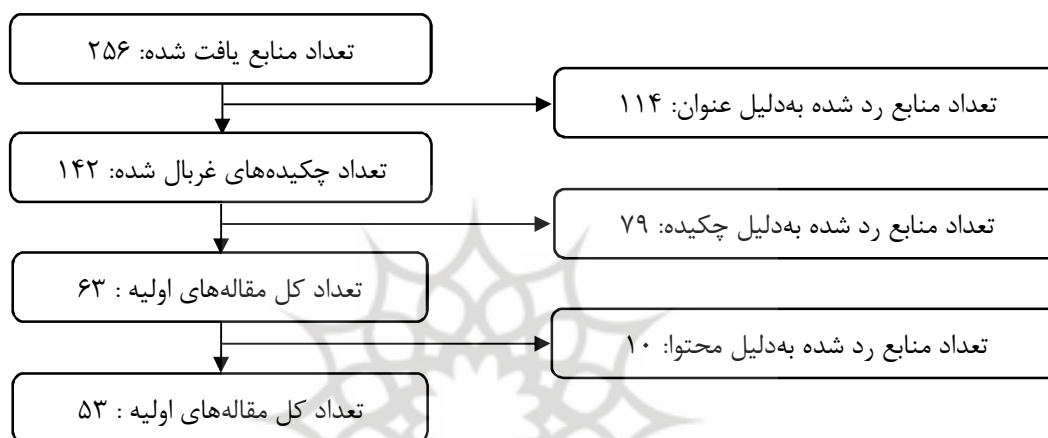 تعداد منابع یافت شده: ۲۵۶
تعداد منابع رد شده به‌دلیل عنوان: ۱۱۴
تعداد چکیده‌های غربال شده: ۱۴۲
تعداد منابع رد شده به‌دلیل چکیده: ۷۹
تعداد کل مقاله‌های اولیه : ۶۳
تعداد منابع رد شده به‌دلیل محتوا: ۱۰
تعداد کل مقاله‌های اولیه : ۵۳